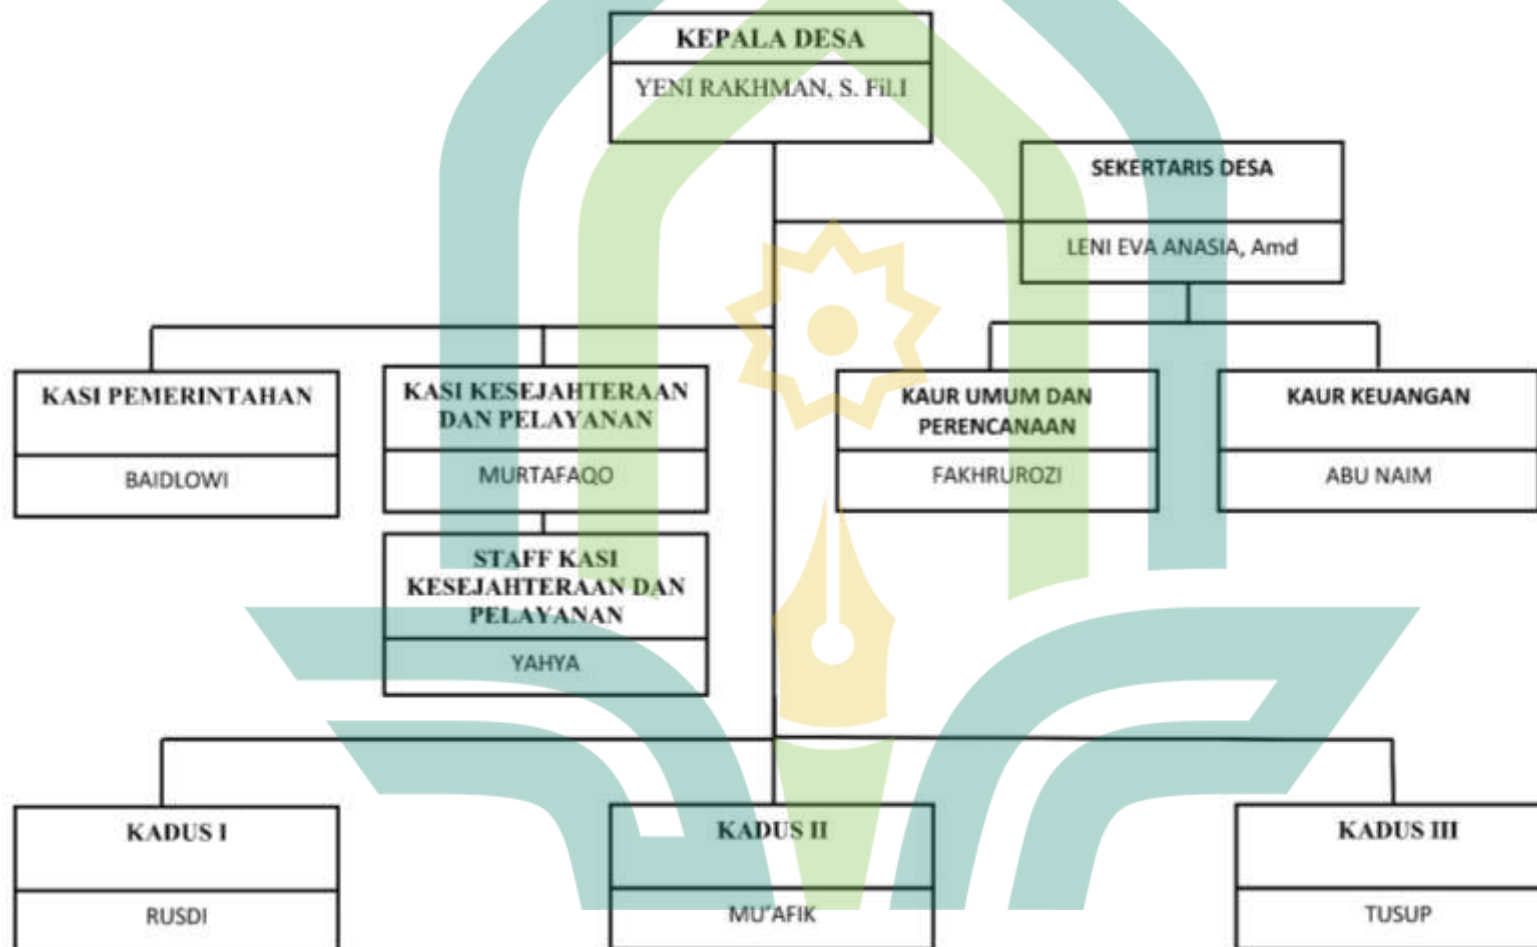 KEPALA DESA
YENI RAKHMAN, S. Fil.I
SEKERTARIS DESA
LENI EVA ANASIA, Amd
KASI PEMERINTAHAN
BAIDLOWI
KASI KESEJAHTERAAN
DAN PELAYANAN
MURTAFAQO
STAFF KASI
KESEJAHTERAAN DAN
PELAYANAN
YAHYA
KAUR UMUM DAN
PERENCANAAN
FAKHRUROZI
KAUR KEUANGAN
ABU NAIM
KADUS I
RUSDI
KADUS II
MU'AFIK
KADUS III
TUSUP